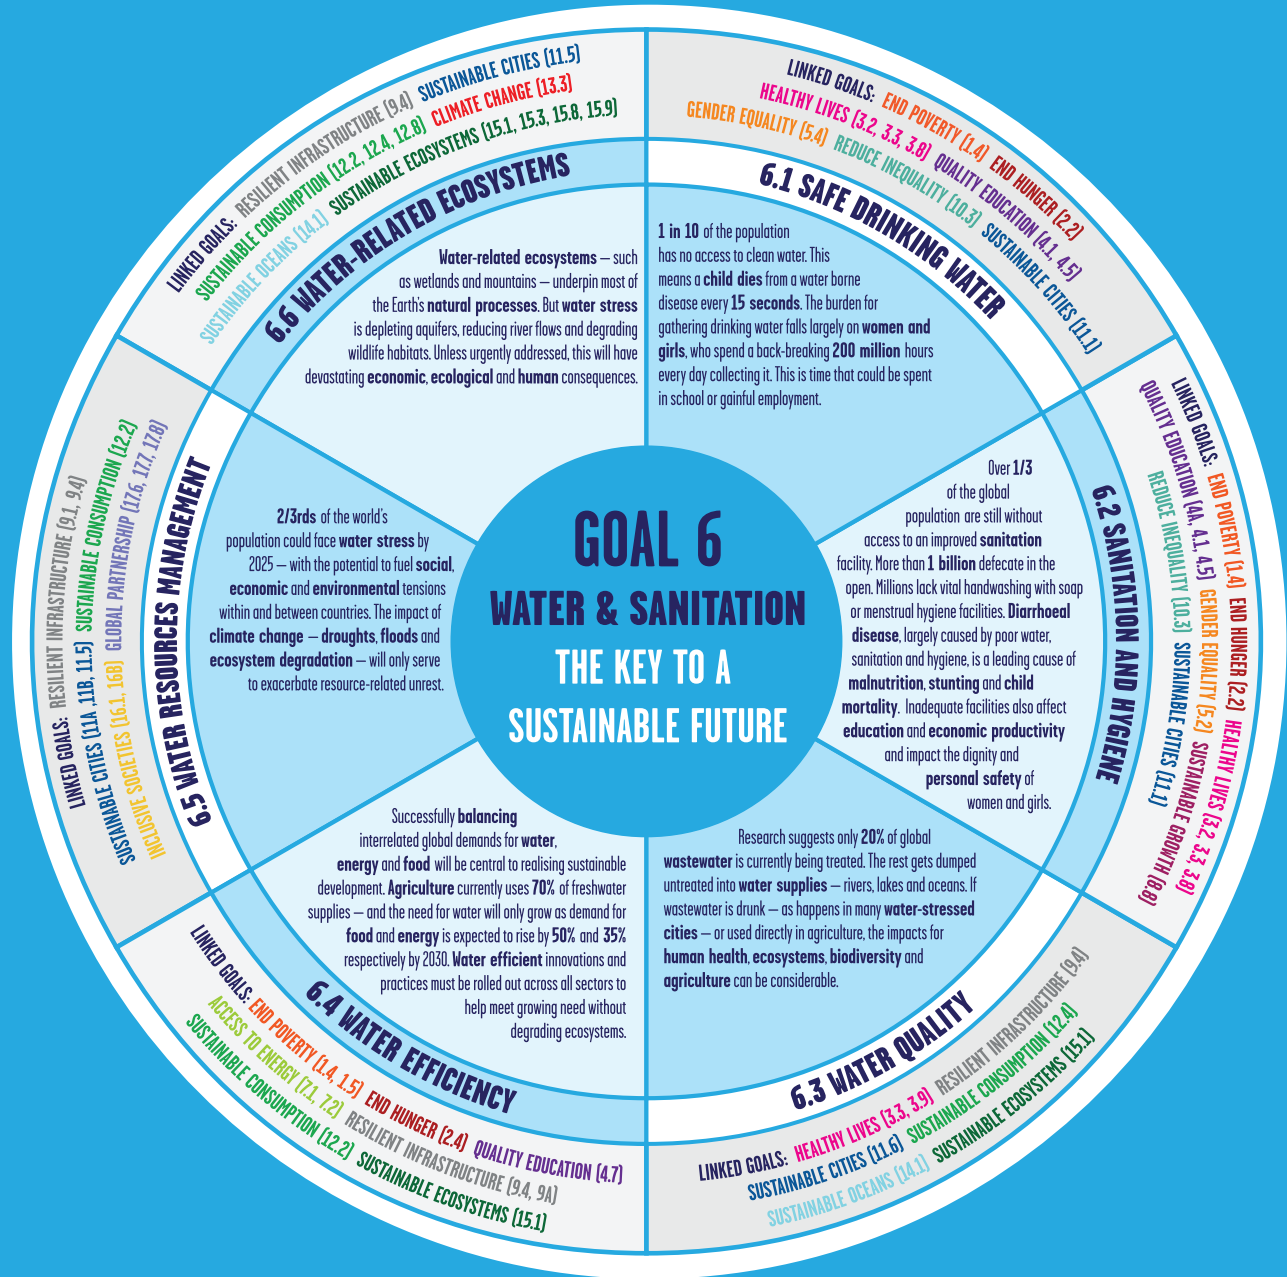 GOAL 6
WATER & SANITATION
THE KEY TO A
SUSTAINABLE FUTURE
LINKED GOALS: END POVERTY (1.4) END HUNGER (2.2)
HEALTHY LIVES (3.2, 3.3, 3.8) QUALITY EDUCATION (4.1, 4.5)
GENDER EQUALITY (5.4) REDUCE INEQUALITY (10.3) SUSTAINABLE CITIES (11.1)
6.1 SAFE DRINKING WATER
1 in 10 of the population
has no access to clean water. This
means a child dies from a water borne
disease every 15 seconds. The burden for
gathering drinking water falls largely on women and
girls, who spend a back-breaking 200 million hours
every day collecting it. This is time that could be spent
in school or gainful employment.
LINKED GOALS: END POVERTY (1.4) END HUNGER (2.2) HEALTHY LIVES (3.2, 3.3, 3.8)
QUALITY EDUCATION (4A, 4.1, 4.5) GENDER EQUALITY (5.2) SUSTAINABLE GROWTH (8.8)
REDUCE INEQUALITY (10.3) SUSTAINABLE CITIES (11.1)
6.2 SANITATION AND HYGIENE
Over 1/3
of the global
population are still without
access to an improved sanitation
facility. More than 1 billion defecate in the
open. Millions lack vital handwashing with soap
or menstrual hygiene facilities. Diarrhoeal
disease, largely caused by poor water,
sanitation and hygiene, is a leading cause of
malnutrition, stunting and child
mortality. Inadequate facilities also affect
education and economic productivity
and impact the dignity and
personal safety of
women and girls.
6.3 WATER QUALITY
Research suggests only 20% of global
wastewater is currently being treated. The rest gets dumped
untreated into water supplies – rivers, lakes and oceans. If
wastewater is drunk – as happens in many water-stressed
cities – or used directly in agriculture, the impacts for
human health, ecosystems, biodiversity and
agriculture can be considerable.
LINKED GOALS: HEALTHY LIVES (3.3, 3.9) RESILIENT INFRASTRUCTURE (9.4)
SUSTAINABLE CITIES (11.6) SUSTAINABLE CONSUMPTION (12.4)
SUSTAINABLE OCEANS (14.1) SUSTAINABLE ECOSYSTEMS (15.1)
6.4 WATER EFFICIENCY
Successfully balancing
interrelated global demands for water,
energy and food will be central to realising sustainable
development. Agriculture currently uses 70% of freshwater
supplies – and the need for water will only grow as demand for
food and energy is expected to rise by 50% and 35%
respectively by 2030. Water efficient innovations and
practices must be rolled out across all sectors to
help meet growing need without
degrading ecosystems.
LINKED GOALS: END POVERTY (1.4, 1.5) END HUNGER (2.4) QUALITY EDUCATION (4.7)
ACCESS TO ENERGY (7.1, 7.2) RESILIENT INFRASTRUCTURE (9.4, 9A)
SUSTAINABLE CONSUMPTION (12.2) SUSTAINABLE ECOSYSTEMS (15.1)
LINKED GOALS: RESILIENT INFRASTRUCTURE (9.1, 9.4)
SUSTAINABLE CITIES (11A ,11B, 11.5) SUSTAINABLE CONSUMPTION (12.2)
INCLUSIVE SOCIETIES (16.1, 16B) GLOBAL PARTNERSHIP (17.6, 17.7, 17.8)
6.5 WATER RESOURCES MANAGEMENT
2/3rds of the world's
population could face water stress by
2025 – with the potential to fuel social,
economic and environmental tensions
within and between countries. The impact of
climate change – droughts, floods and
ecosystem degradation – will only serve
to exacerbate resource-related unrest.
LINKED GOALS: RESILIENT INFRASTRUCTURE (9.4) SUSTAINABLE CITIES (11.5)
SUSTAINABLE CONSUMPTION (12.2, 12.4, 12.8) CLIMATE CHANGE (13.3)
SUSTAINABLE OCEANS (14.1) SUSTAINABLE ECOSYSTEMS (15.1, 15.3, 15.8, 15.9)
6.6 WATER-RELATED ECOSYSTEMS
Water-related ecosystems – such
as wetlands and mountains – underpin most of
the Earth's natural processes. But water stress
is depleting aquifers, reducing river flows and degrading
wildlife habitats. Unless urgently addressed, this will have
devastating economic, ecological and human consequences.